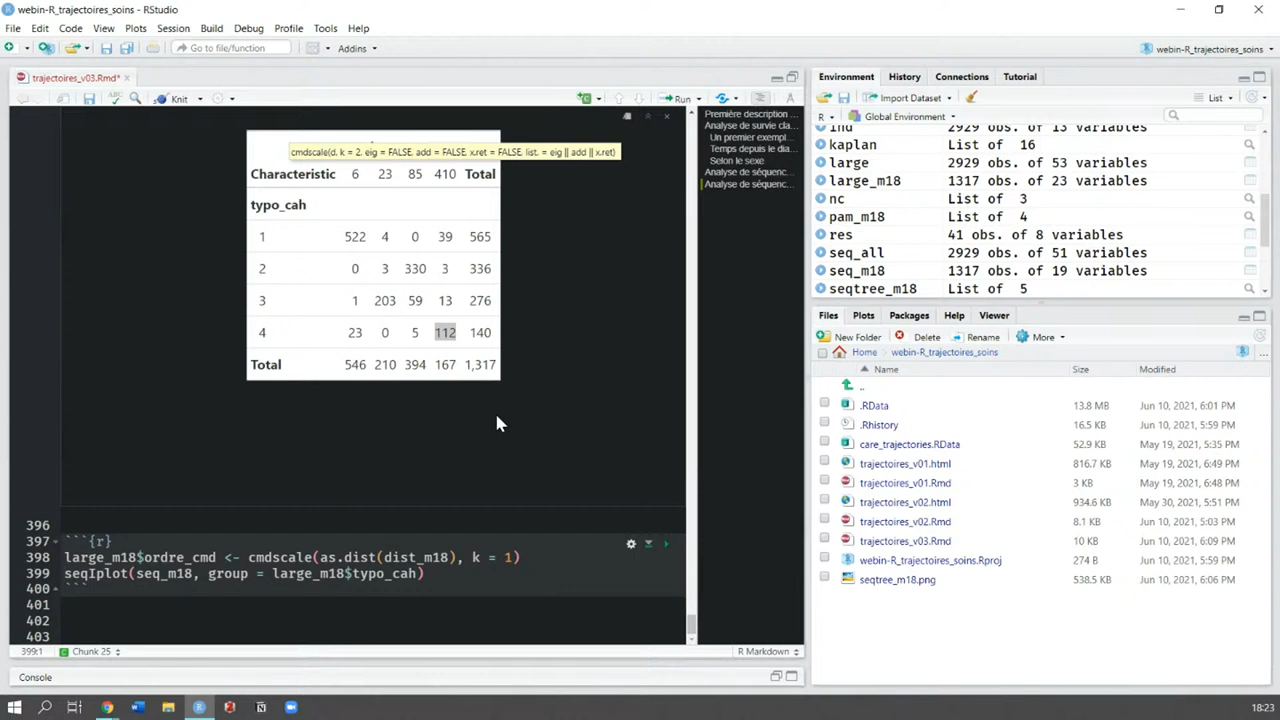 webin-R_trajectoires_soins - RStudio
File Edit Code View Plots Session Build Debug Profile Tools Help
Go to file/function Addins webin-R_trajectoires_soins
trajectoires_v03.Rmd*
Knit Run
cmdscale(d, k = 2, eig = FALSE, add = FALSE, x.ret = FALSE, list. = eig || add || x.ret)
Characteristic 6 23 85 410 Total
typo_cah
1 522 4 0 39 565
2 0 3 330 3 336
3 1 203 59 13 276
4 23 0 5 112 140
Total 546 210 394 167 1,317
396
397 ```{r}
398 large_m18$ordre_cmd <- cmdscale(as.dist(dist_m18), k = 1)
399 seqIplot(seq_m18, group = large_m18$typo_cah)
400 ```
401
402
403
399:1 Chunk 25 R Markdown
Console
Première description ...
Analyse de survie cla...
Un premier exempl...
Temps depuis le dia...
Selon le sexe
Analyse de séquenc...
Analyse de séquenc...
Environment History Connections Tutorial
Import Dataset List
R Global Environment
ind 2929 obs. of 13 variables
kaplan List of 16
large 2929 obs. of 53 variables
large_m18 1317 obs. of 23 variables
nc List of 3
pam_m18 List of 4
res 41 obs. of 8 variables
seq_all 2929 obs. of 51 variables
seq_m18 1317 obs. of 19 variables
seqtree_m18 List of 5
Files Plots Packages Help Viewer
New Folder Delete Rename More
Home webin-R_trajectoires_soins ...
Name Size Modified
..
.RData 13.8 MB Jun 10, 2021, 6:01 PM
.Rhistory 16.5 KB Jun 10, 2021, 5:59 PM
care_trajectories.RData 52.9 KB May 19, 2021, 5:35 PM
trajectoires_v01.html 816.7 KB May 19, 2021, 6:49 PM
trajectoires_v01.Rmd 3 KB May 19, 2021, 6:48 PM
trajectoires_v02.html 934.6 KB May 30, 2021, 5:51 PM
trajectoires_v02.Rmd 8.1 KB Jun 10, 2021, 5:03 PM
trajectoires_v03.Rmd 10 KB Jun 10, 2021, 6:09 PM
webin-R_trajectoires_soins.Rproj 274 B Jun 10, 2021, 5:59 PM
seqtree_m18.png 538.5 KB Jun 10, 2021, 6:06 PM
18:23